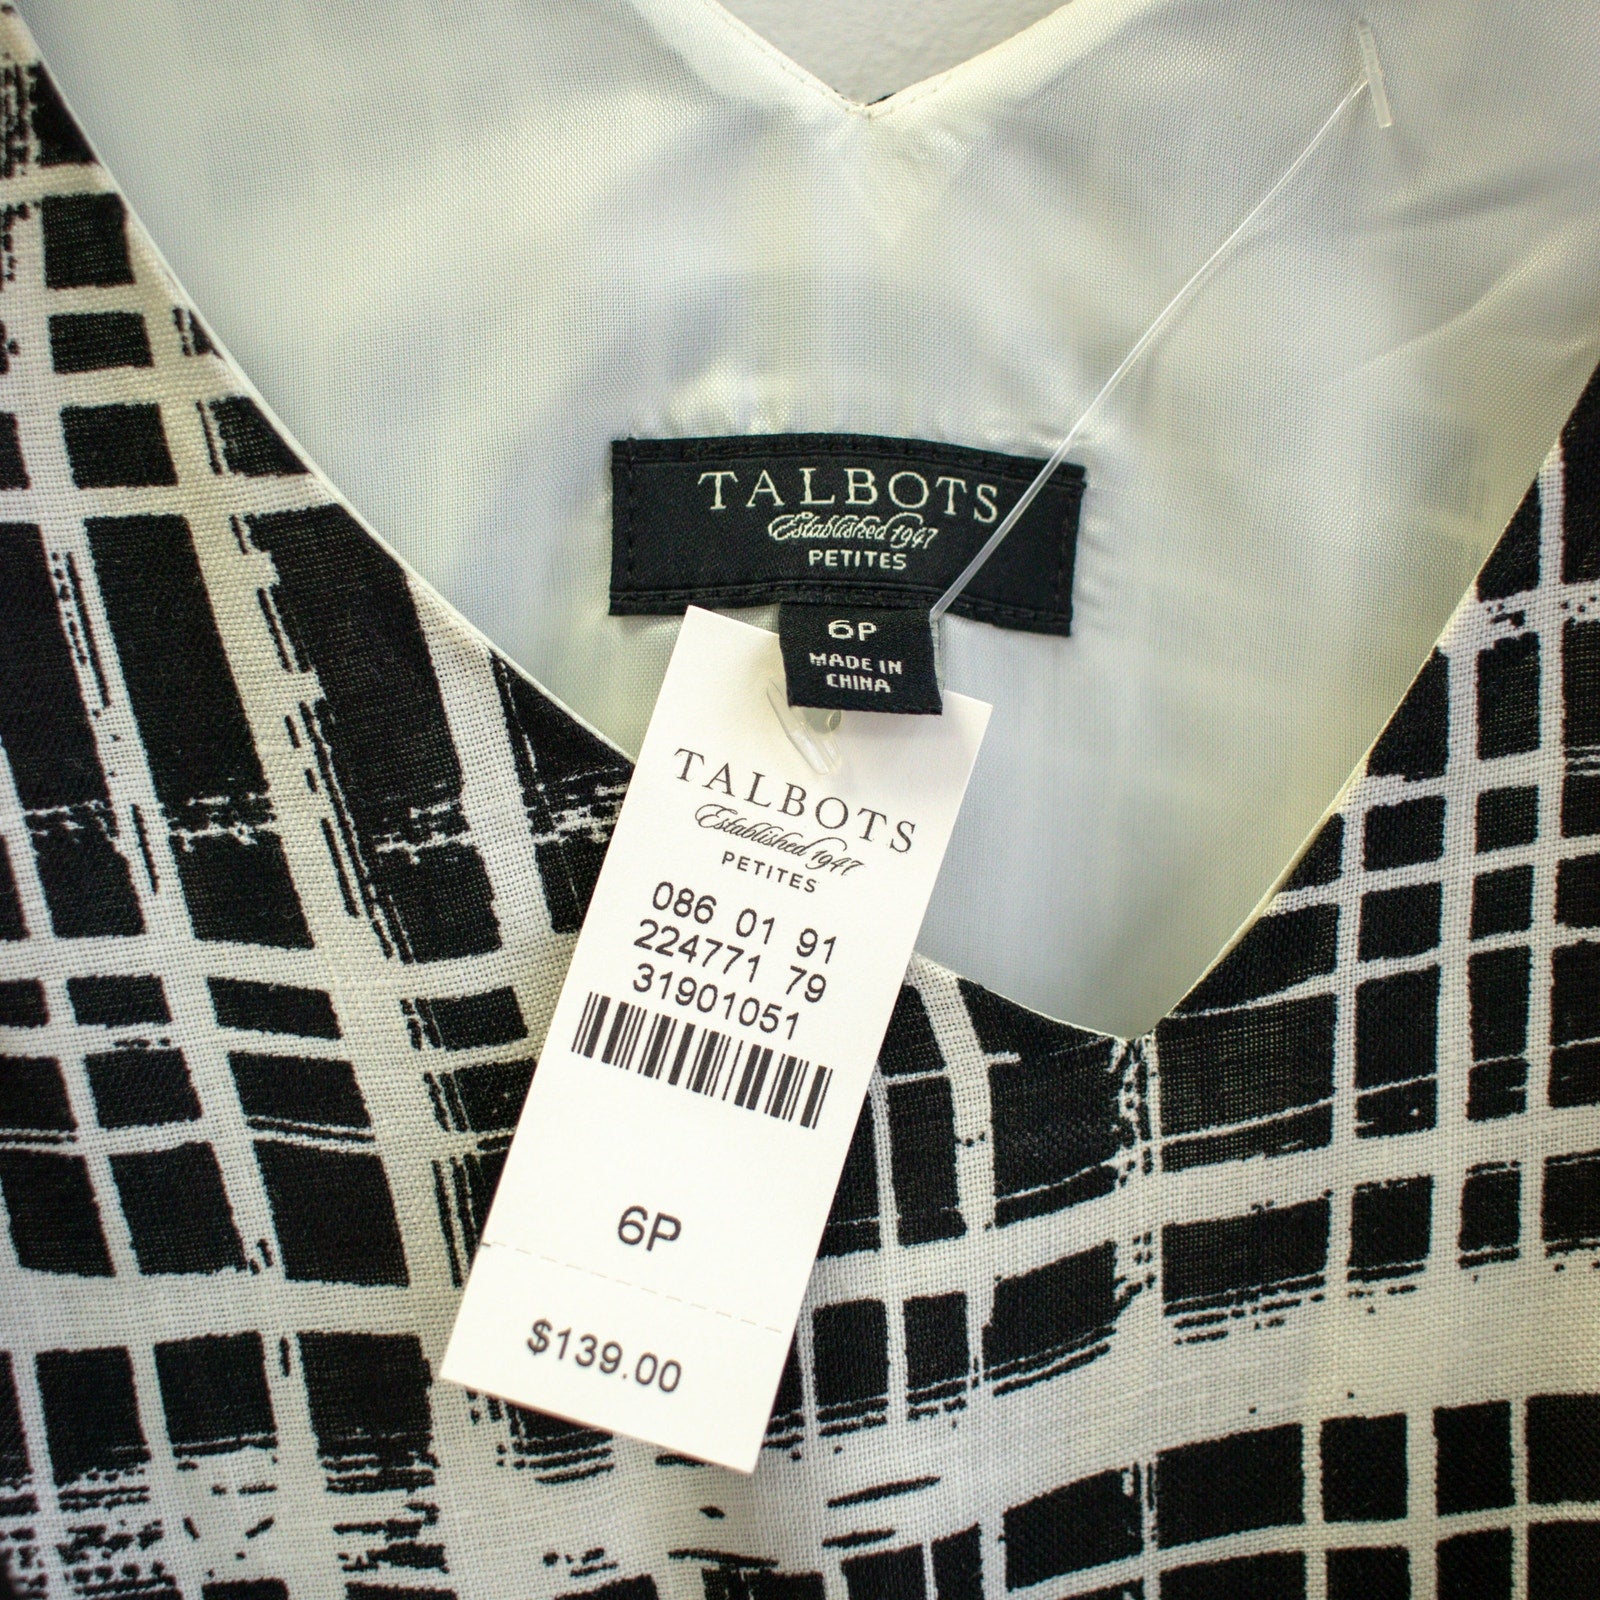 TALBOTS
Established 1947
PETITES
6P
MADE IN
CHINA
TALBOTS
Established 1947
PETITES
086 01 91
224771 79
31901051
6P
$139.00